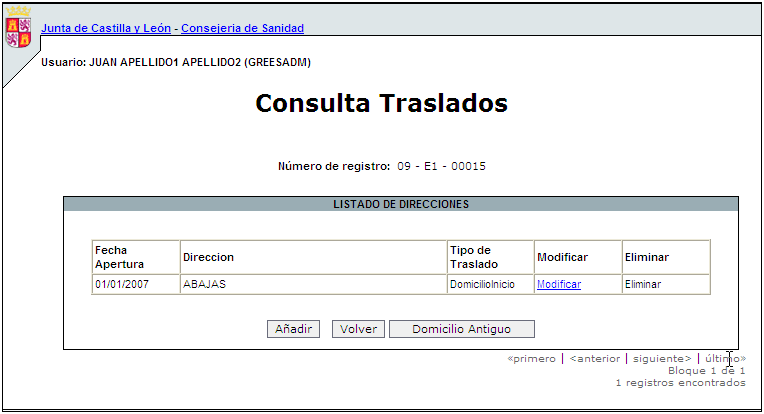 Junta de Castilla y León - Consejeria de Sanidad
Usuario: JUAN APELLIDO1 APELLIDO2 (GREESADM)
Consulta Traslados
Número de registro: 09 - E1 - 00015
LISTADO DE DIRECCIONES
Fecha Apertura Direccion Tipo de Traslado Modificar Eliminar
01/01/2007 ABAJAS DomicilioInicio Modificar Eliminar
Añadir Volver Domicilio Antiguo
«primero | <anterior | siguiente> | último»
Bloque 1 de 1
1 registros encontrados